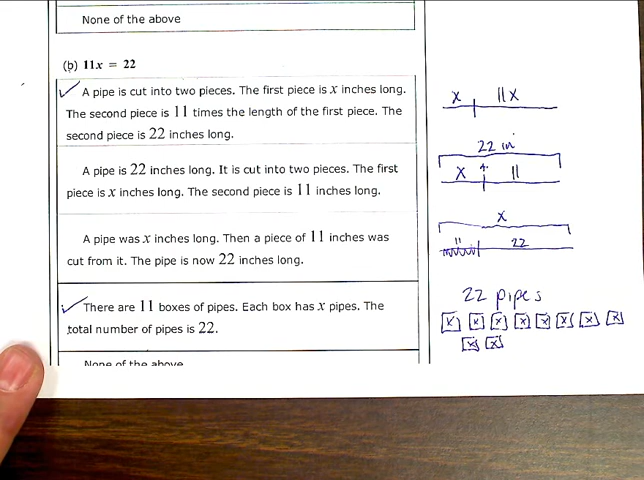 None of the above
(b) 11x = 22
A pipe is cut into two pieces. The first piece is x inches long.
The second piece is 11 times the length of the first piece. The
second piece is 22 inches long.
A pipe is 22 inches long. It is cut into two pieces. The first
piece is x inches long. The second piece is 11 inches long.
A pipe was x inches long. Then a piece of 11 inches was
cut from it. The pipe is now 22 inches long.
There are 11 boxes of pipes. Each box has x pipes. The
total number of pipes is 22.
None of the above
x 11x
22 in
x + 11
x
11 22
22 pipes
x x x x x x x x
x x